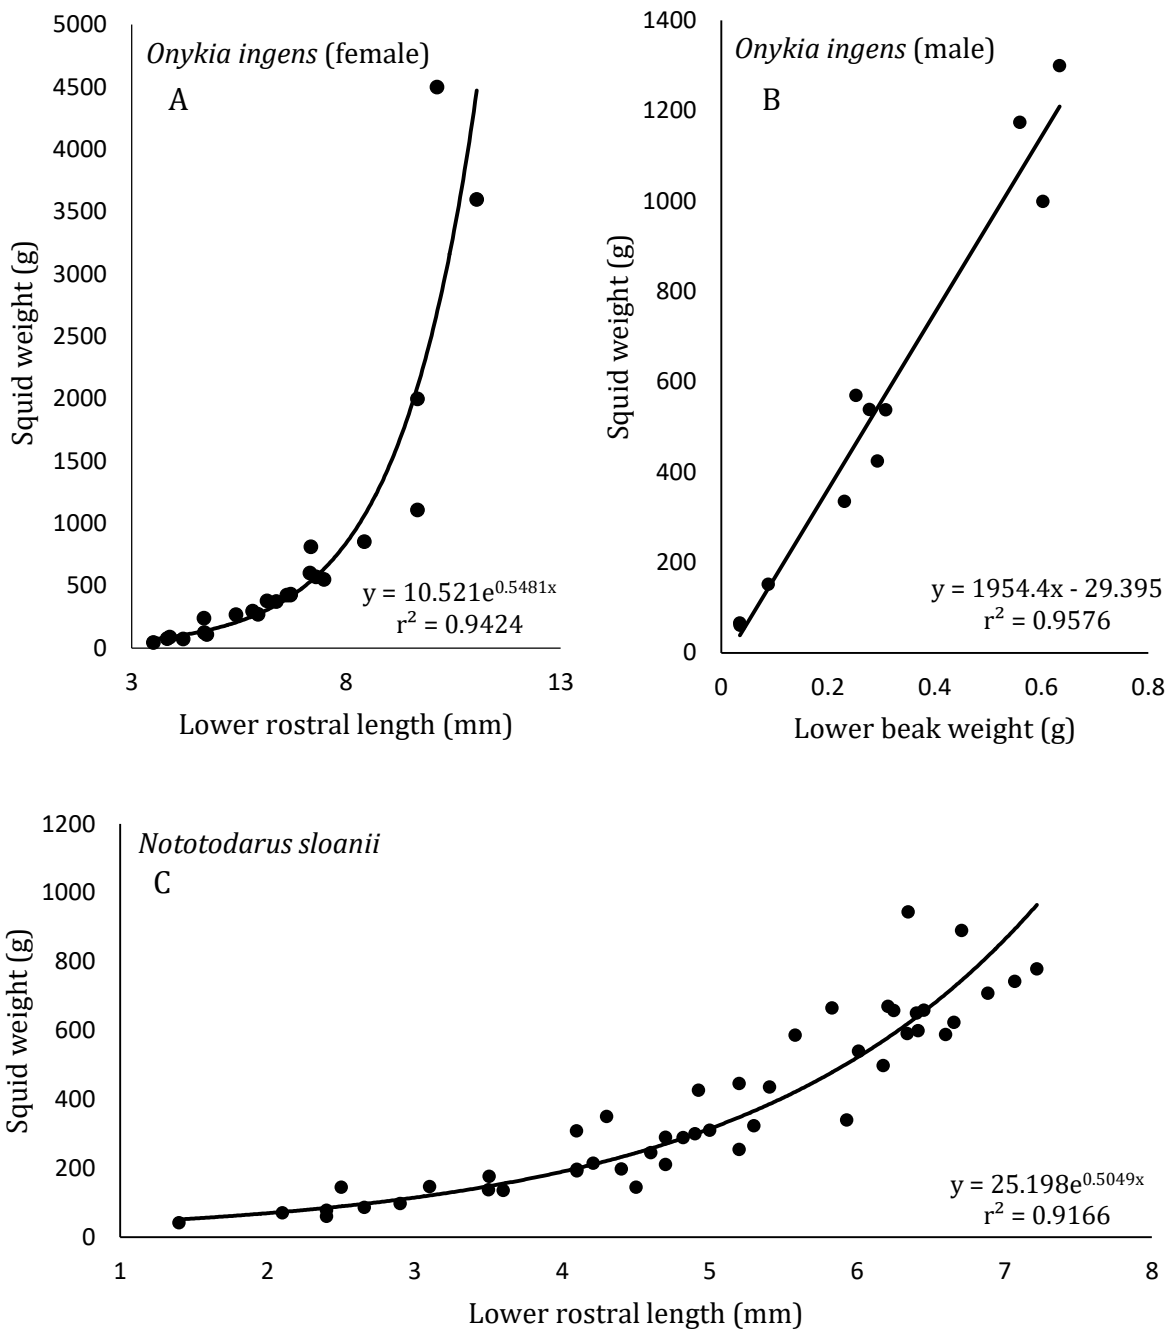 Onykia ingens (female)
A
5000
4500
4000
3500
3000
2500
2000
1500
1000
500
0
Squid weight (g)
y = 10.521e^0.5481x
r² = 0.9424
3 8 13
Lower rostral length (mm)
Onykia ingens (male)
B
1400
1200
1000
800
600
400
200
0
Squid weight (g)
y = 1954.4x - 29.395
r² = 0.9576
0 0.2 0.4 0.6 0.8
Lower beak weight (g)
Nototodarus sloanii
C
1200
1000
800
600
400
200
0
Squid weight (g)
y = 25.198e^0.5049x
r² = 0.9166
1 2 3 4 5 6 7 8
Lower rostral length (mm)